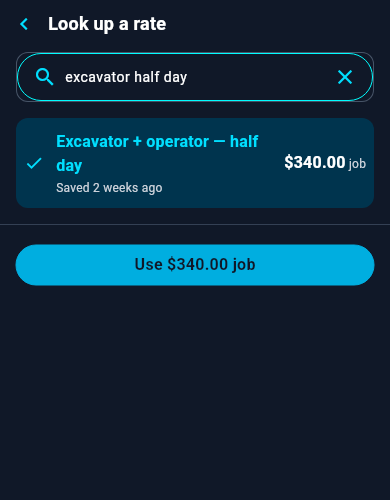 Look up a rate
excavator half day
Excavator + operator — half
day
$340.00 job
Saved 2 weeks ago
Use $340.00 job